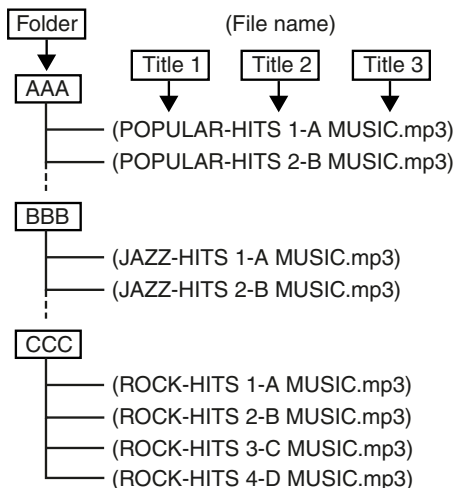 Folder (File name)
Title 1 Title 2 Title 3
AAA
(POPULAR-HITS 1-A MUSIC.mp3)
(POPULAR-HITS 2-B MUSIC.mp3)
BBB
(JAZZ-HITS 1-A MUSIC.mp3)
(JAZZ-HITS 2-B MUSIC.mp3)
CCC
(ROCK-HITS 1-A MUSIC.mp3)
(ROCK-HITS 2-B MUSIC.mp3)
(ROCK-HITS 3-C MUSIC.mp3)
(ROCK-HITS 4-D MUSIC.mp3)